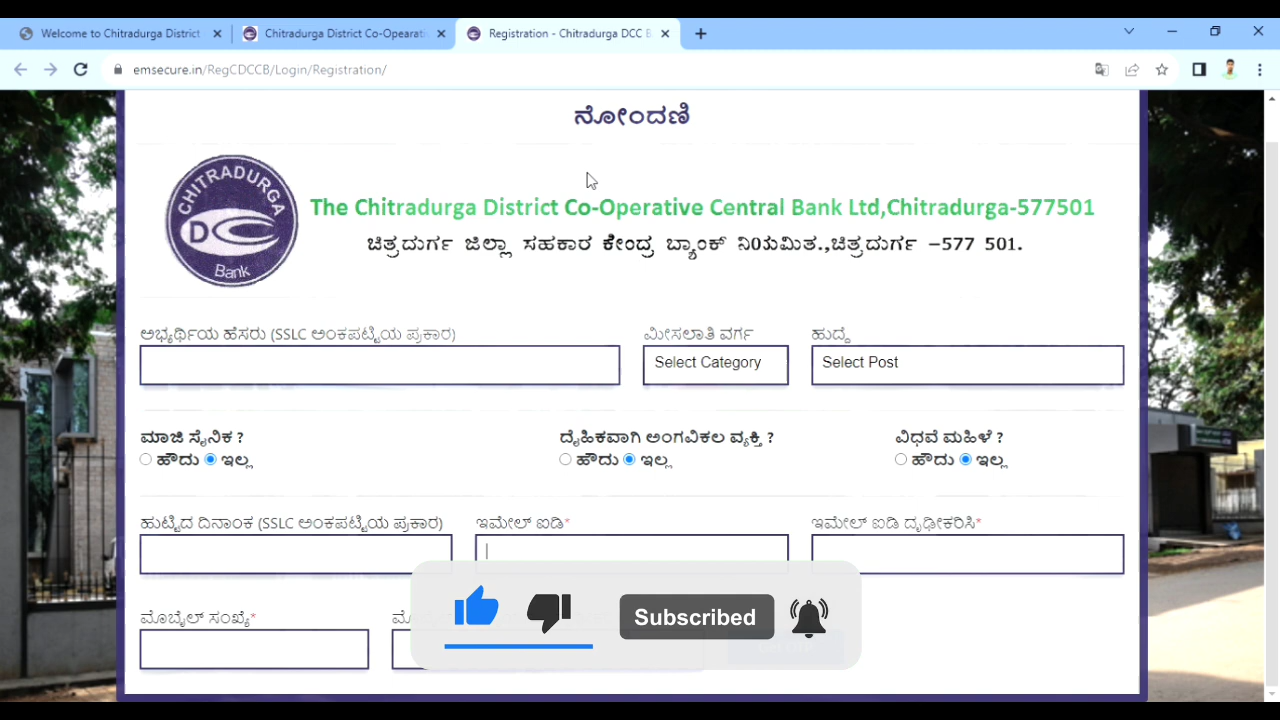 Welcome to Chitradurga District
Chitradurga District Co-Opearati
Registration - Chitradurga DCC B
emsecure.in/RegCDCCB/Login/Registration/
ನೋಂದಣಿ
CHITRADURGA
DC
Bank
The Chitradurga District Co-Operative Central Bank Ltd,Chitradurga-577501
ಚಿತ್ರದುರ್ಗ ಜಿಲ್ಲಾ ಸಹಕಾರ ಕೇಂದ್ರ ಬ್ಯಾಂಕ್ ನಿಯಮಿತ.,ಚಿತ್ರದುರ್ಗ –577 501.
ಅಭ್ಯರ್ಥಿಯ ಹೆಸರು (SSLC ಅಂಕಪಟ್ಟಿಯ ಪ್ರಕಾರ) ಮೀಸಲಾತಿ ವರ್ಗ ಹುದ್ದೆ
Select Category Select Post
ಮಾಜಿ ಸೈನಿಕ ? ದೈಹಿಕವಾಗಿ ಅಂಗವಿಕಲ ವ್ಯಕ್ತಿ ? ವಿಧವೆ ಮಹಿಳೆ ?
ಹೌದು ಇಲ್ಲ ಹೌದು ಇಲ್ಲ ಹೌದು ಇಲ್ಲ
ಹುಟ್ಟಿದ ದಿನಾಂಕ (SSLC ಅಂಕಪಟ್ಟಿಯ ಪ್ರಕಾರ) ಇಮೇಲ್ ಐಡಿ* ಇಮೇಲ್ ಐಡಿ ದೃಢೀಕರಿಸಿ*
ಮೊಬೈಲ್ ಸಂಖ್ಯೆ*
Subscribed